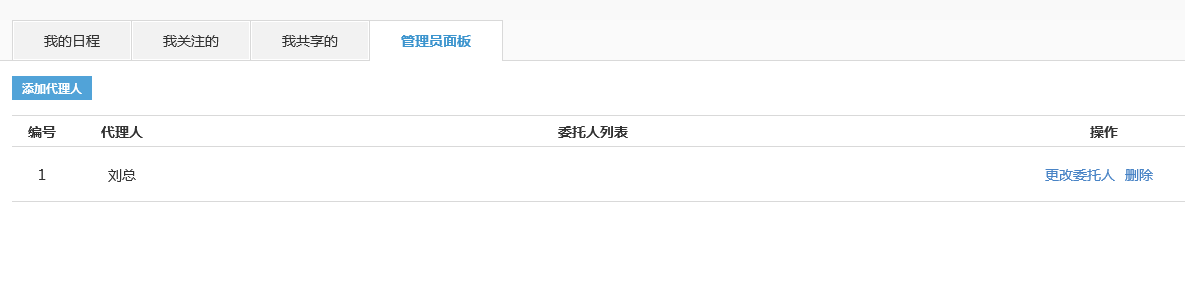 我的日程 我关注的 我共享的 管理员面板
添加代理人
编号 代理人 委托人列表 操作
1 刘总 更改委托人 删除